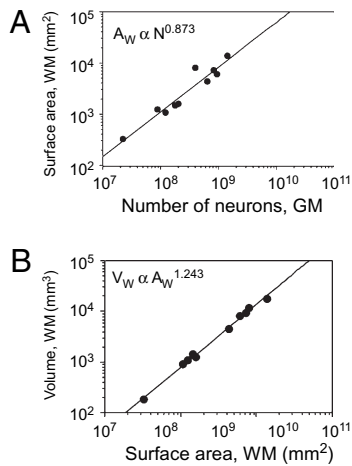 A
A_W α N^0.873
Surface area, WM (mm²)
10^5
10^4
10^3
10^2
10^7 10^8 10^9 10^10 10^11
Number of neurons, GM
B
V_W α A_W^1.243
Volume, WM (mm³)
10^5
10^4
10^3
10^2
10^7 10^8 10^9 10^10 10^11
Surface area, WM (mm²)